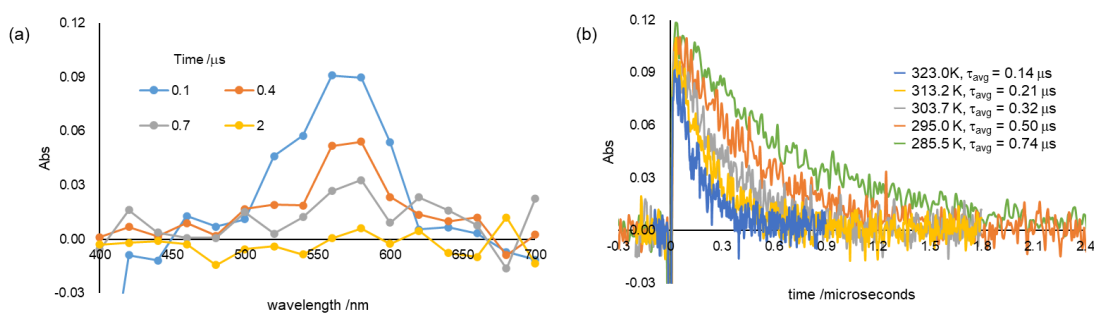 (a)
0.12
0.09
0.06
0.03
0.00
-0.03
Abs
Time /μs
0.1
0.4
0.7
2
400
450
500
550
600
650
700
wavelength /nm
(b)
0.12
0.09
0.06
0.03
0.00
-0.03
Abs
323.0K, τavg = 0.14 μs
313.2 K, τavg = 0.21 μs
303.7 K, τavg = 0.32 μs
295.0 K, τavg = 0.50 μs
285.5 K, τavg = 0.74 μs
-0.3
0
0.3
0.6
0.9
1.2
1.5
1.8
2.1
2.4
time /microseconds